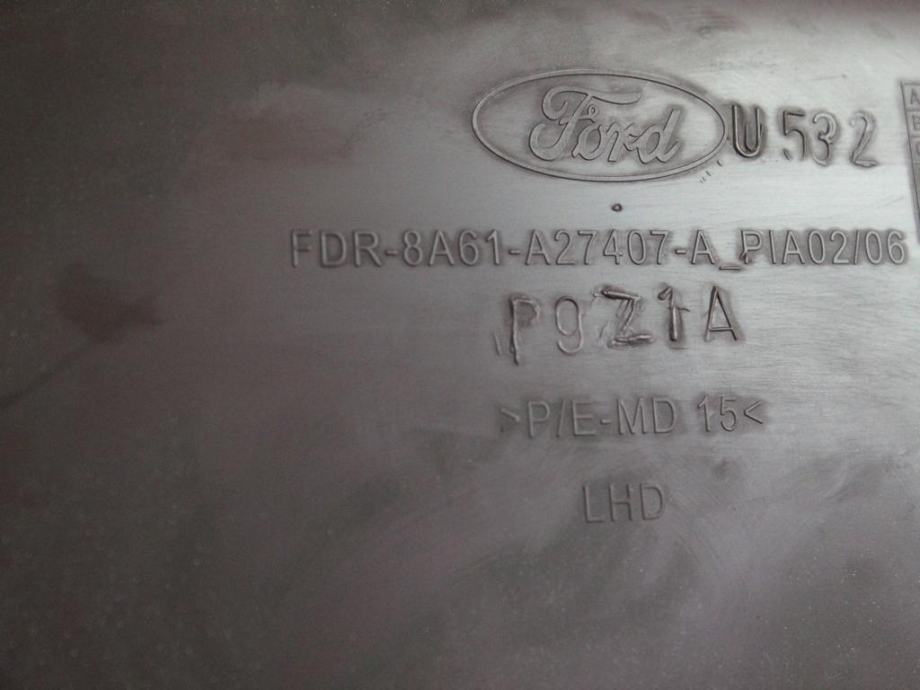 Ford U532
FDR-8A61-A27407-A_PIA02/06
P9Z1A
>P/E-MD 15<
LHD